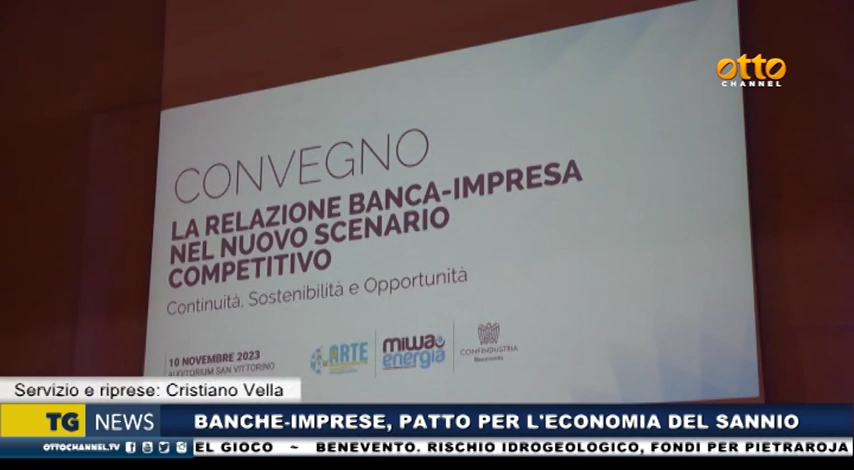 otto
CHANNEL
CONVEGNO
LA RELAZIONE BANCA-IMPRESA
NEL NUOVO SCENARIO
COMPETITIVO
Continuità, Sostenibilità e Opportunità
10 NOVEMBRE 2023
AUDITORIUM SAN VITTORINO
ARTE
miwa
energia
CONFINDUSTRIA
Benevento
Servizio e riprese: Cristiano Vella
TG NEWS
BANCHE-IMPRESE, PATTO PER L'ECONOMIA DEL SANNIO
OTTOCHANNEL.TV
EL GIOCO ~ BENEVENTO. RISCHIO IDROGEOLOGICO, FONDI PER PIETRAROJA